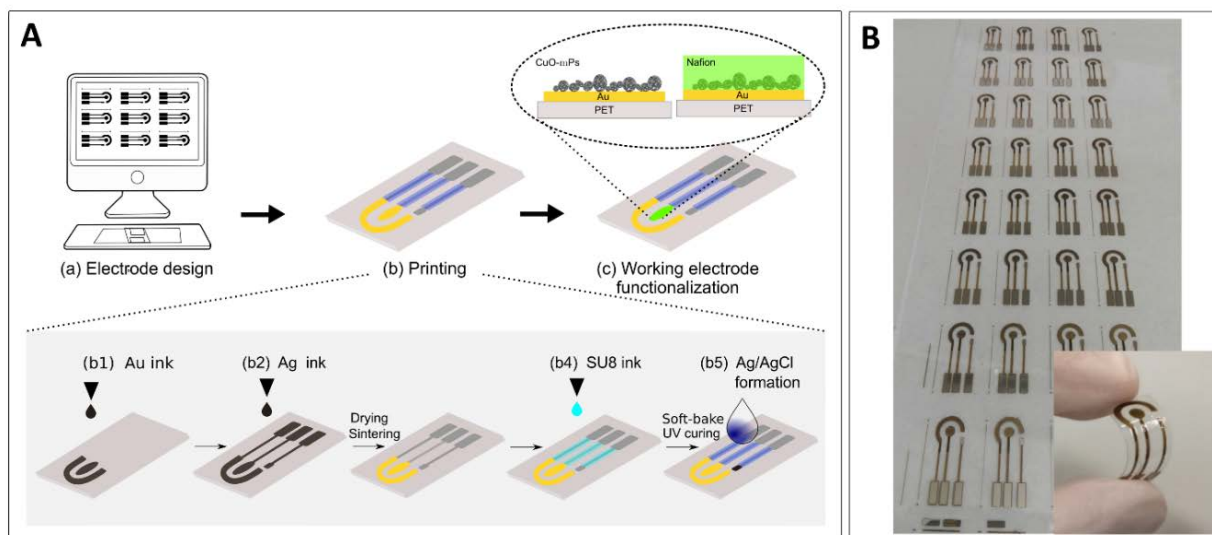 A
CuO-mPs
Au
PET
Nafion
Au
PET
(a) Electrode design
(b) Printing
(c) Working electrode
functionalization
(b1) Au ink
(b2) Ag ink
Drying
Sintering
(b4) SU8 ink
Soft-bake
UV curing
(b5) Ag/AgCl
formation
B